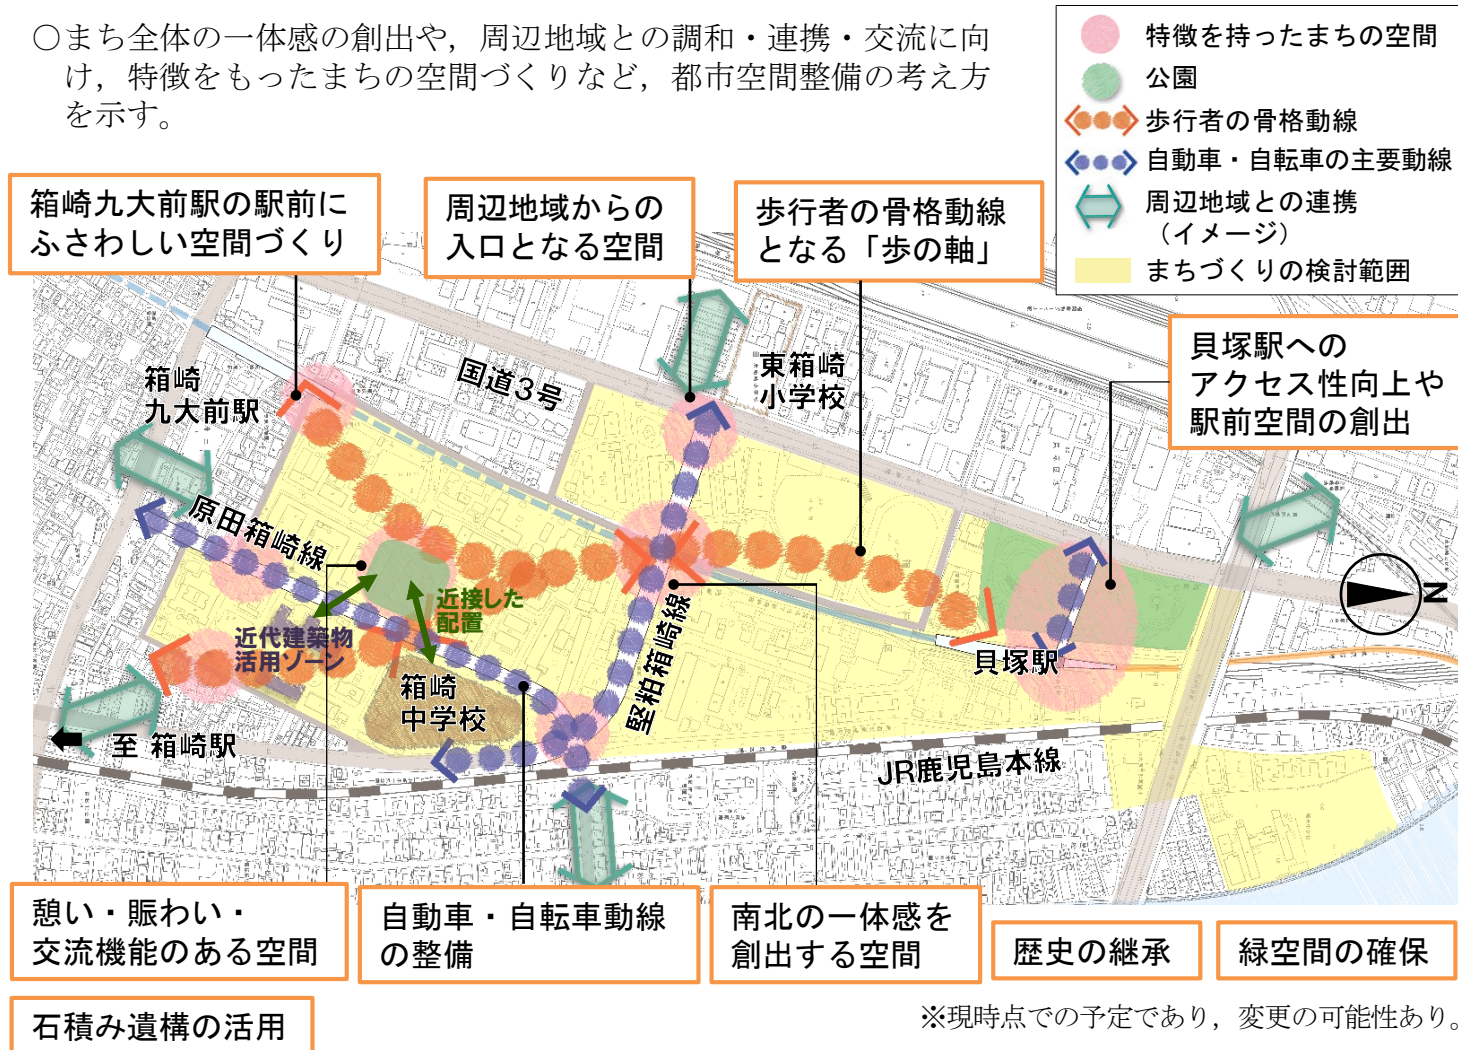 〇まち全体の一体感の創出や，周辺地域との調和・連携・交流に向
け，特徴をもったまちの空間づくりなど，都市空間整備の考え方
を示す。
特徴を持ったまちの空間
公園
歩行者の骨格動線
自動車・自転車の主要動線
周辺地域との連携
（イメージ）
まちづくりの検討範囲
箱崎九大前駅の駅前に
ふさわしい空間づくり
周辺地域からの
入口となる空間
歩行者の骨格動線
となる「歩の軸」
貝塚駅への
アクセス性向上や
駅前空間の創出
箱崎
九大前駅
国道3号
東箱崎
小学校
原田箱崎線
近接した
配置
近代建築物
活用ゾーン
箱崎
中学校
堅粕箱崎線
貝塚駅
N
至 箱崎駅
JR鹿児島本線
憩い・賑わい・
交流機能のある空間
自動車・自転車動線
の整備
南北の一体感を
創出する空間
歴史の継承
緑空間の確保
石積み遺構の活用
※現時点での予定であり，変更の可能性あり。